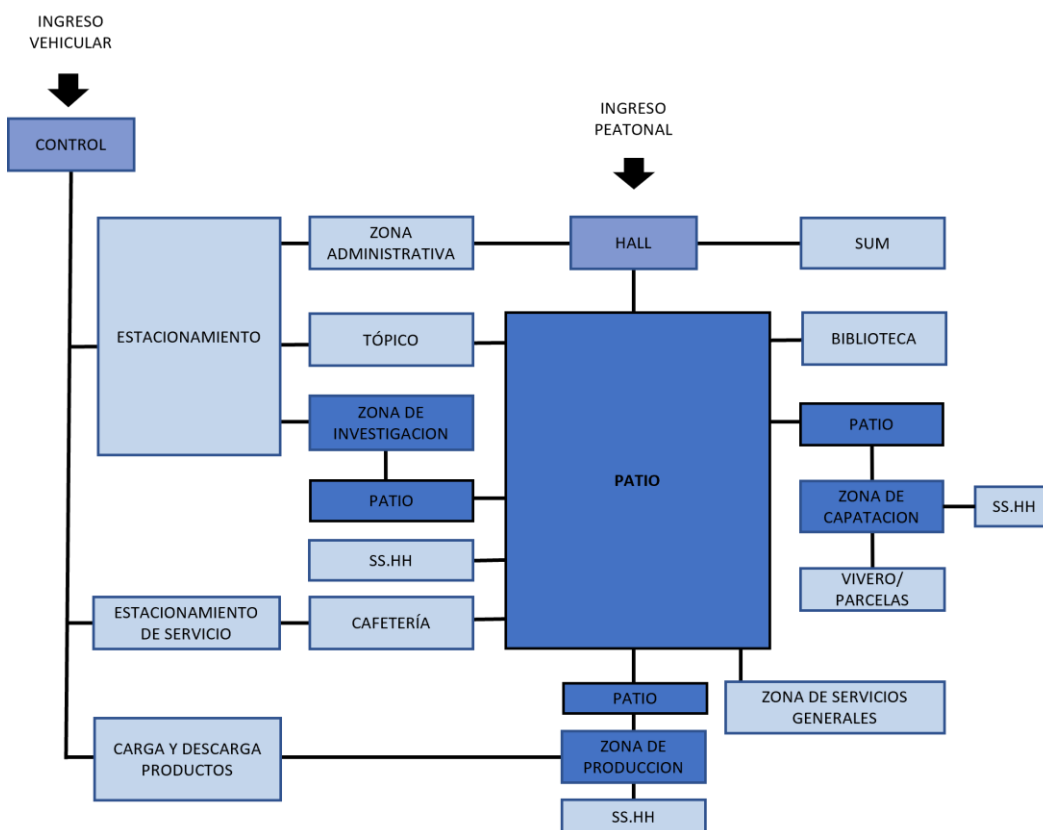 INGRESO
VEHICULAR
INGRESO
PEATONAL
CONTROL
ZONA
ADMINISTRATIVA
HALL
SUM
ESTACIONAMIENTO
TÓPICO
BIBLIOTECA
ZONA DE
INVESTIGACION
PATIO
PATIO
PATIO
ZONA DE
CAPATACION
SS.HH
SS.HH
VIVERO/
PARCELAS
ESTACIONAMIENTO
DE SERVICIO
CAFETERÍA
PATIO
ZONA DE SERVICIOS
GENERALES
CARGA Y DESCARGA
PRODUCTOS
ZONA DE
PRODUCCION
SS.HH